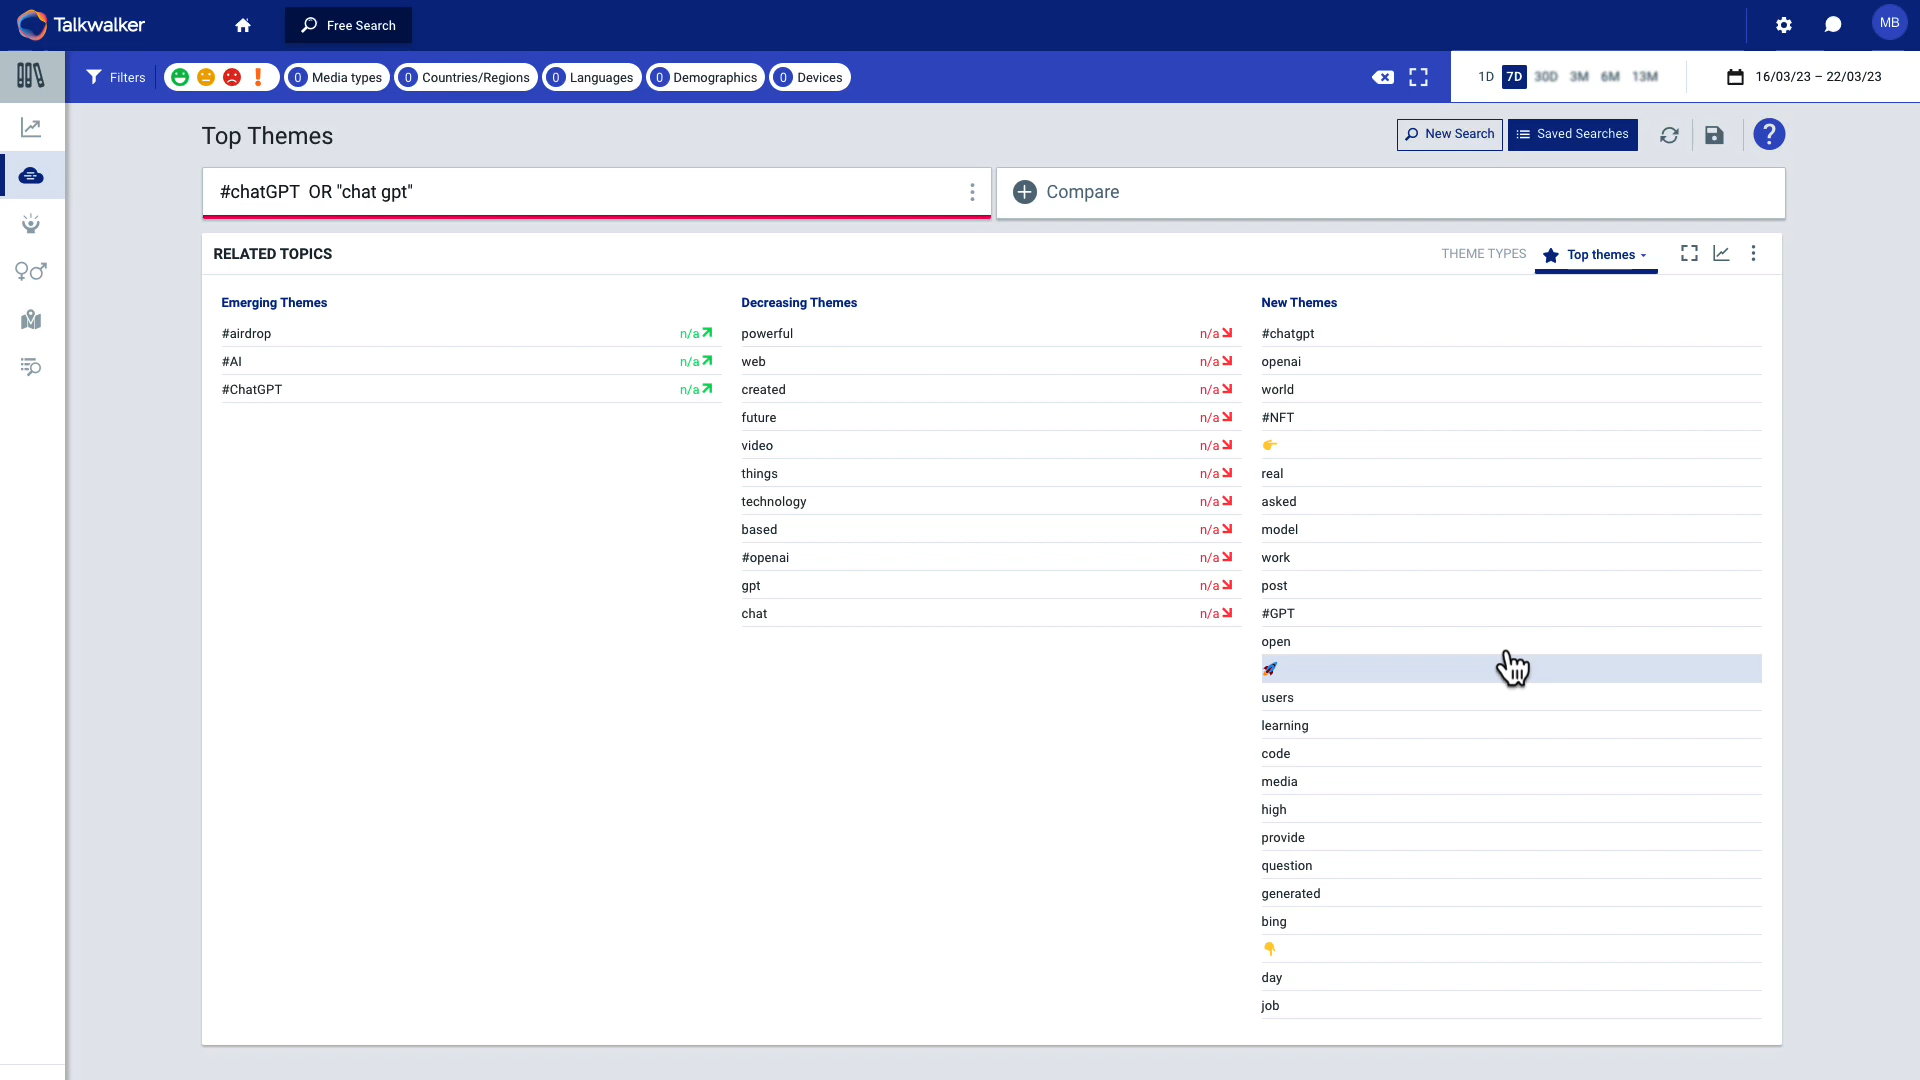 Talkwalker
Free Search
MB
Filters
0 Media types
0 Countries/Regions
0 Languages
0 Demographics
0 Devices
1D 7D 30D 3M 6M 13M
16/03/23 – 22/03/23
Top Themes
New Search
Saved Searches
?
#chatGPT OR "chat gpt"
Compare
RELATED TOPICS
THEME TYPES
Top themes
Emerging Themes
#airdrop n/a
#AI n/a
#ChatGPT n/a
Decreasing Themes
powerful n/a
web n/a
created n/a
future n/a
video n/a
things n/a
technology n/a
based n/a
#openai n/a
gpt n/a
chat n/a
New Themes
#chatgpt
openai
world
#NFT
👉
real
asked
model
work
post
#GPT
open
🚀
users
learning
code
media
high
provide
question
generated
bing
👇
day
job